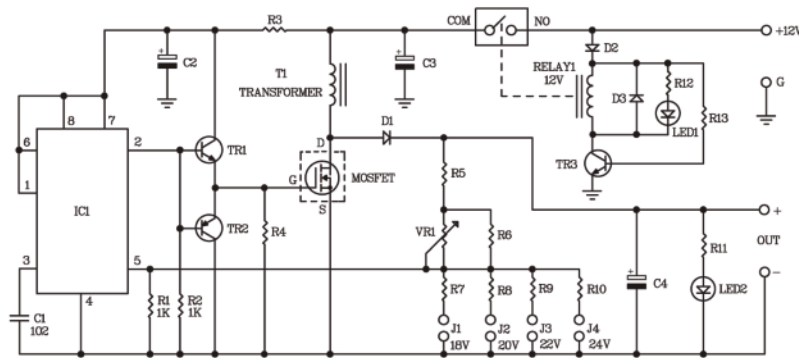 R3
COM
NO
+12V
C2
T1
TRANSFORMER
C3
RELAY1
12V
D2
D3
R12
LED1
R13
G
8
7
6
1
2
IC1
TR1
TR2
D
D1
G
MOSFET
S
TR3
R4
R5
VR1
R6
3
5
4
C1
102
R1
1K
R2
1K
R7
R8
R9
R10
J1
18V
J2
20V
J3
22V
J4
24V
C4
R11
LED2
+
OUT
-